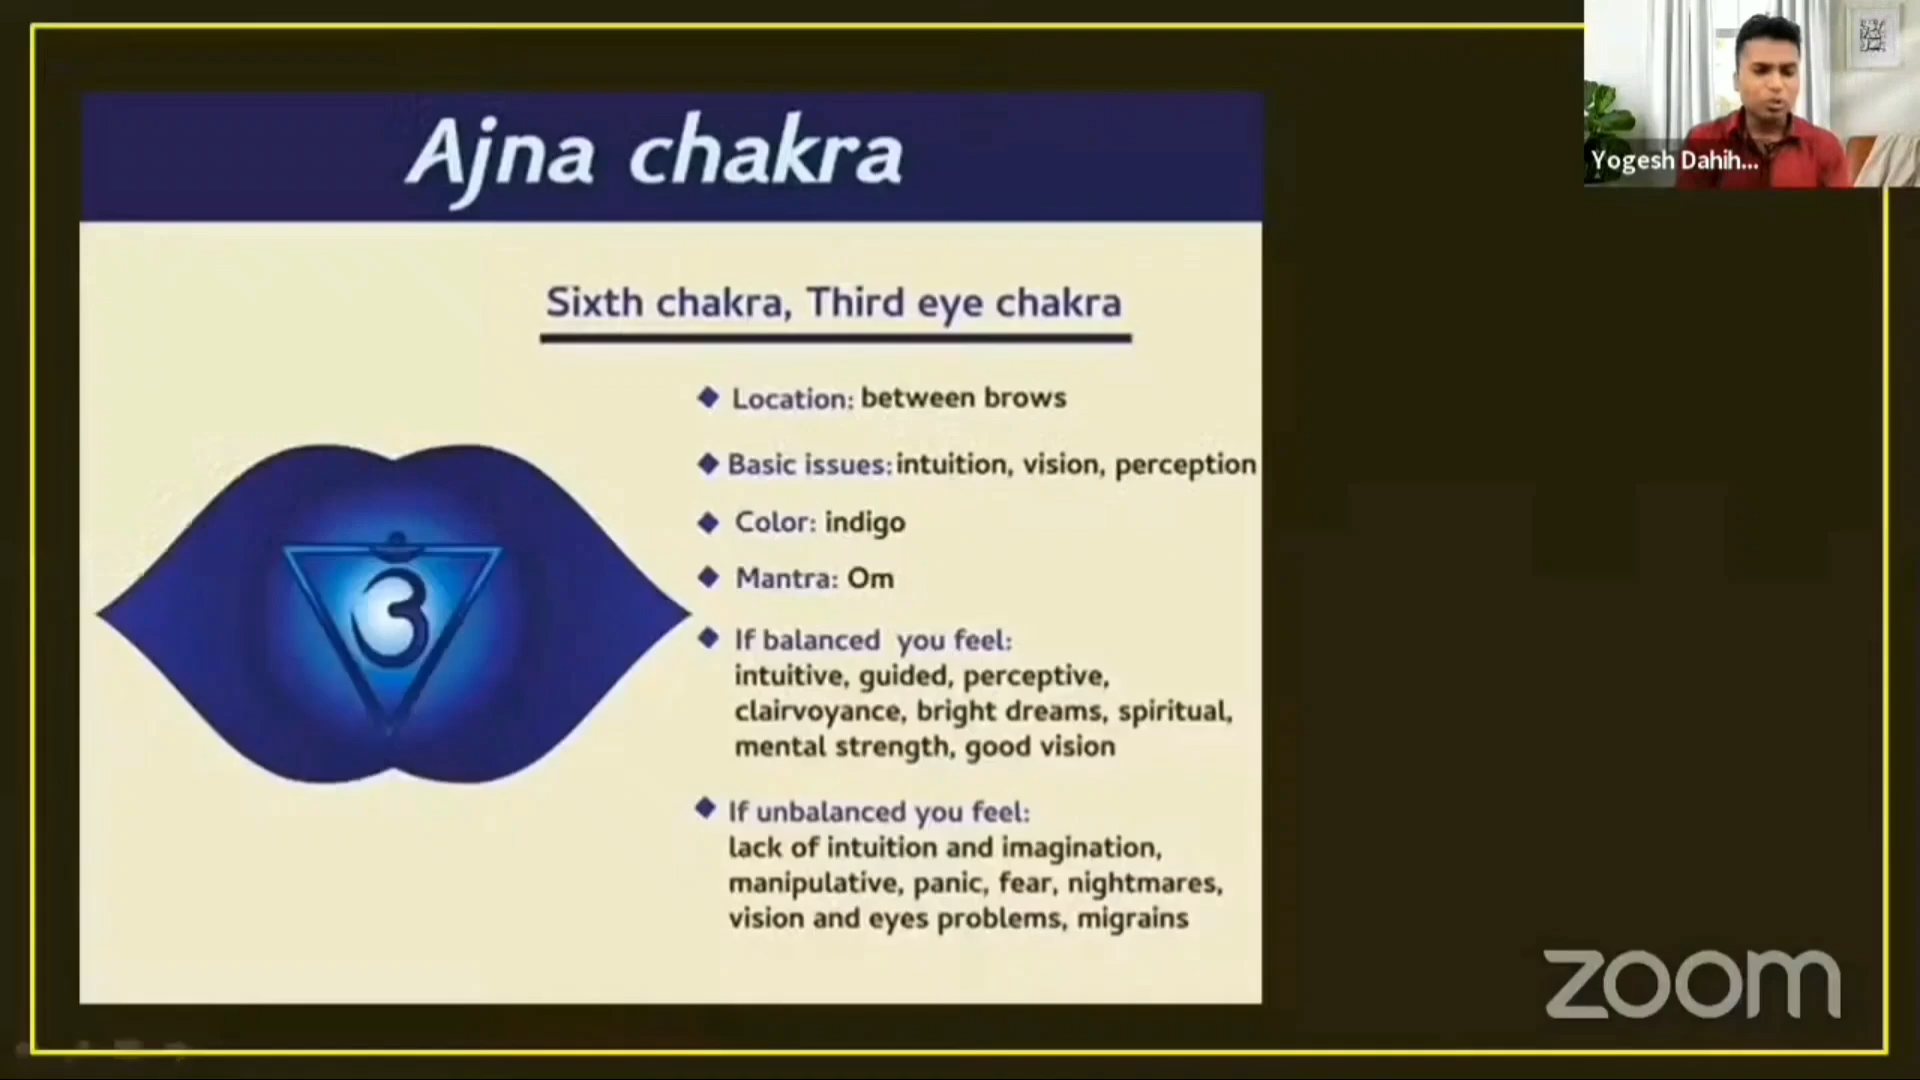 Ajna chakra
Yogesh Dahih...
Sixth chakra, Third eye chakra
Location: between brows
Basic issues: intuition, vision, perception
Color: indigo
Mantra: Om
If balanced you feel:
intuitive, guided, perceptive,
clairvoyance, bright dreams, spiritual,
mental strength, good vision
If unbalanced you feel:
lack of intuition and imagination,
manipulative, panic, fear, nightmares,
vision and eyes problems, migrains
zoom